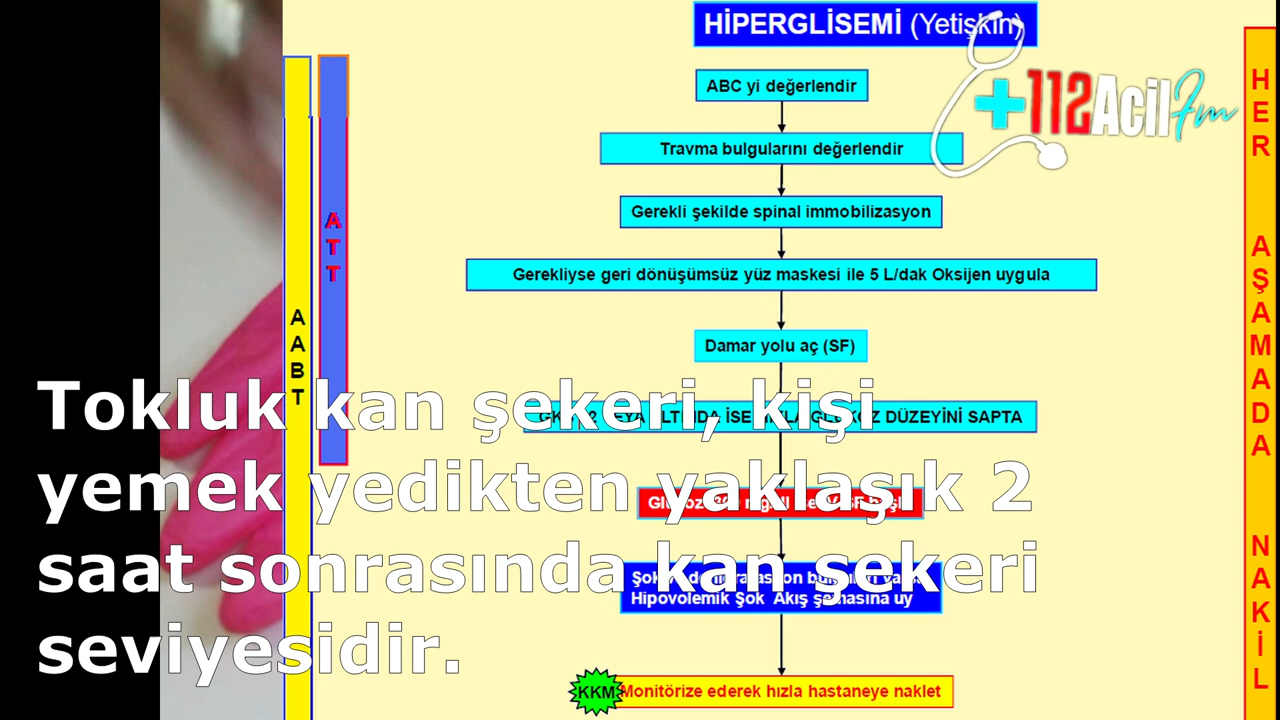 HİPERGLİSEMİ (Yetişkin)
112Acil Fm
ABC yi değerlendir
Travma bulgularını değerlendir
Gerekli şekilde spinal immobilizasyon
Gerekliyse geri dönüşümsüz yüz maskesi ile 5 L/dak Oksijen uygula
Damar yolu aç (SF)
DÜZEYİNİ SAPTA
Hipovolemik Şok Akış şemasına uy
KKM
Monitörize ederek hızla hastaneye naklet
AABT
ATT
HER AŞAMADA NAKİL
Tokluk kan şekeri, kişi
yemek yedikten yaklaşık 2
saat sonrasında kan şekeri
seviyesidir.